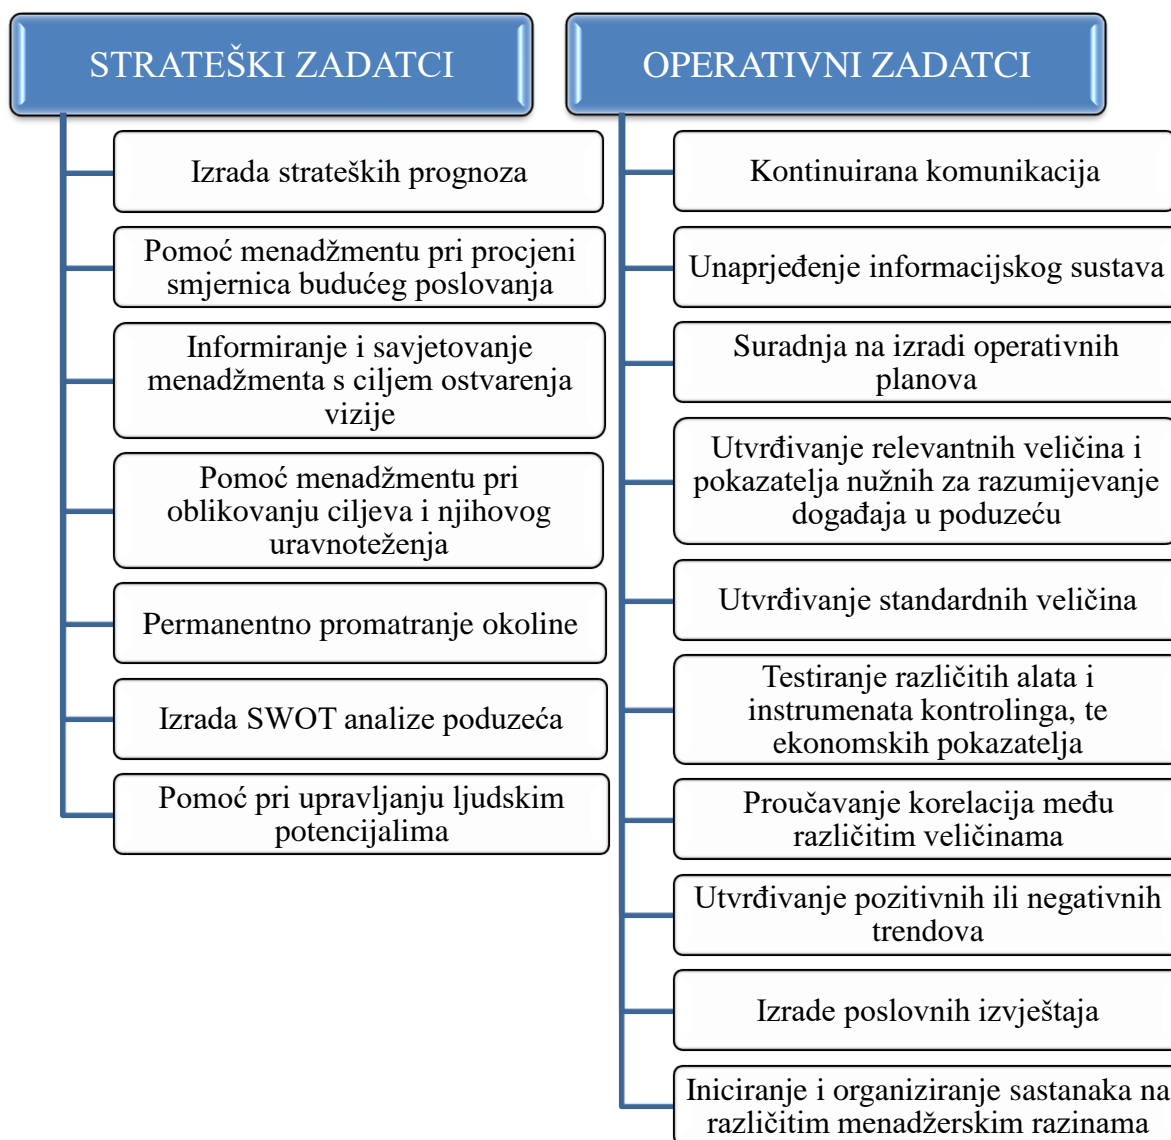 STRATEŠKI ZADATCI
Izrada strateških prognoza
Pomoć menadžmentu pri procjeni
smjernica budućeg poslovanja
Informiranje i savjetovanje
menadžmenta s ciljem ostvarenja
vizije
Pomoć menadžmentu pri
oblikovanju ciljeva i njihovog
uravnoteženja
Permanentno promatranje okoline
Izrada SWOT analize poduzeća
Pomoć pri upravljanju ljudskim
potencijalima
OPERATIVNI ZADATCI
Kontinuirana komunikacija
Unaprjeđenje informacijskog sustava
Suradnja na izradi operativnih
planova
Utvrđivanje relevantnih veličina i
pokazatelja nužnih za razumijevanje
događaja u poduzeću
Utvrđivanje standardnih veličina
Testiranje različitih alata i
instrumenata kontrolinga, te
ekonomskih pokazatelja
Proučavanje korelacija među
različitim veličinama
Utvrđivanje pozitivnih ili negativnih
trendova
Izrade poslovnih izvještaja
Iniciranje i organiziranje sastanaka na
različitim menadžerskim razinama